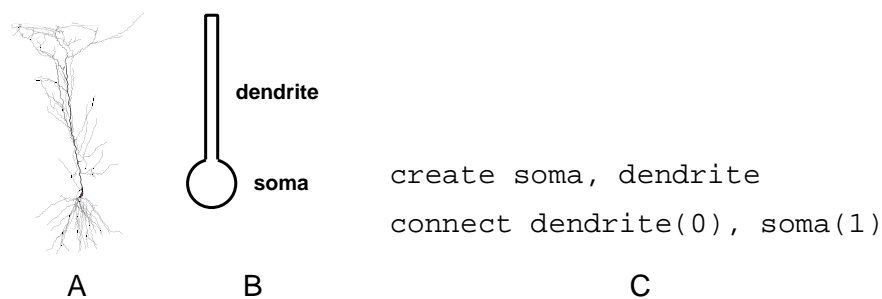 dendrite
soma
create soma, dendrite
connect dendrite(0), soma(1)
A
B
C